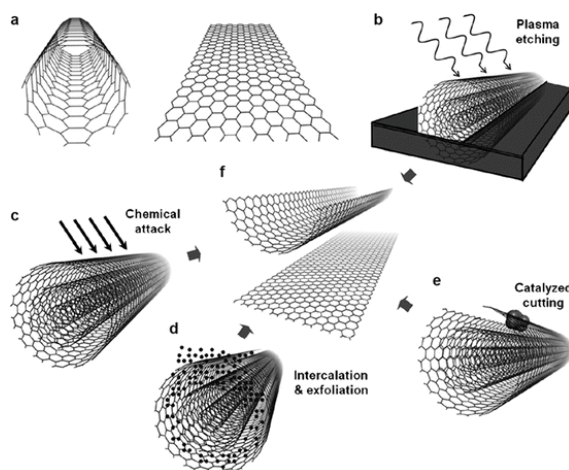 a
b
Plasma
etching
f
c
Chemical
attack
e
Catalyzed
cutting
d
Intercalation
& exfoliation